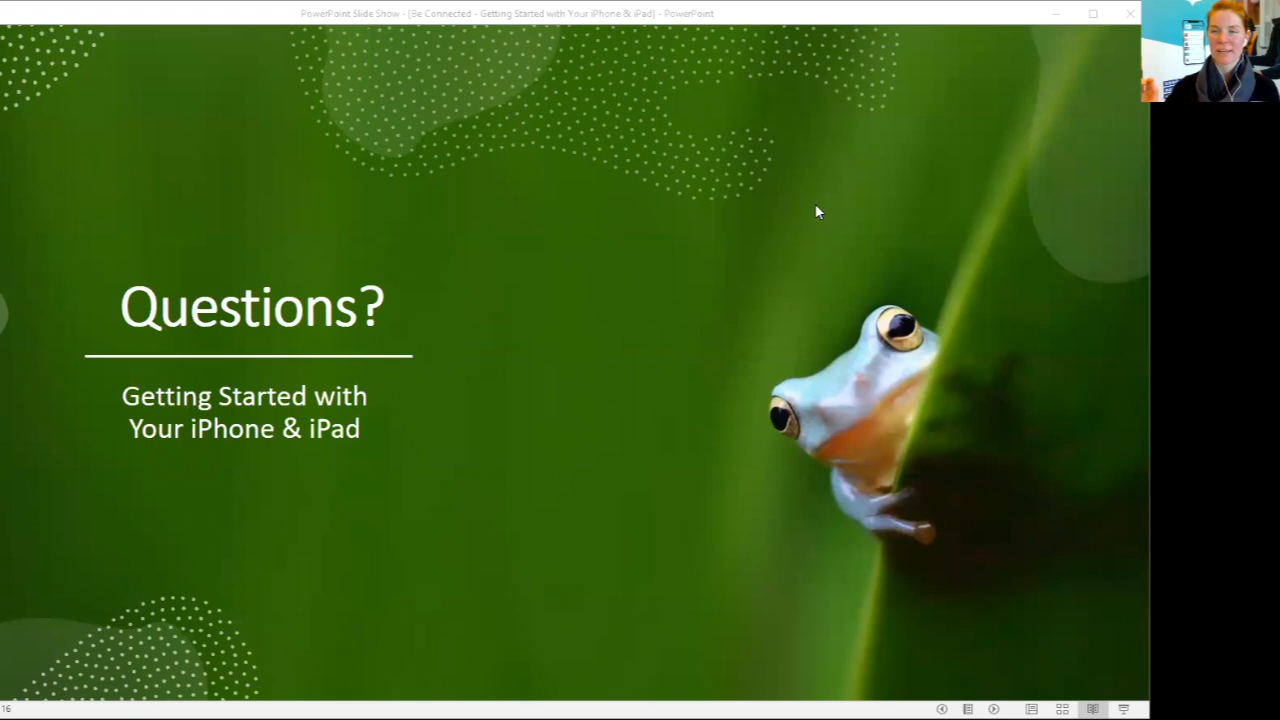 PowerPoint Slide Show - [Be Connected - Getting Started with Your iPhone & iPad] - PowerPoint
Questions?
Getting Started with
Your iPhone & iPad
16